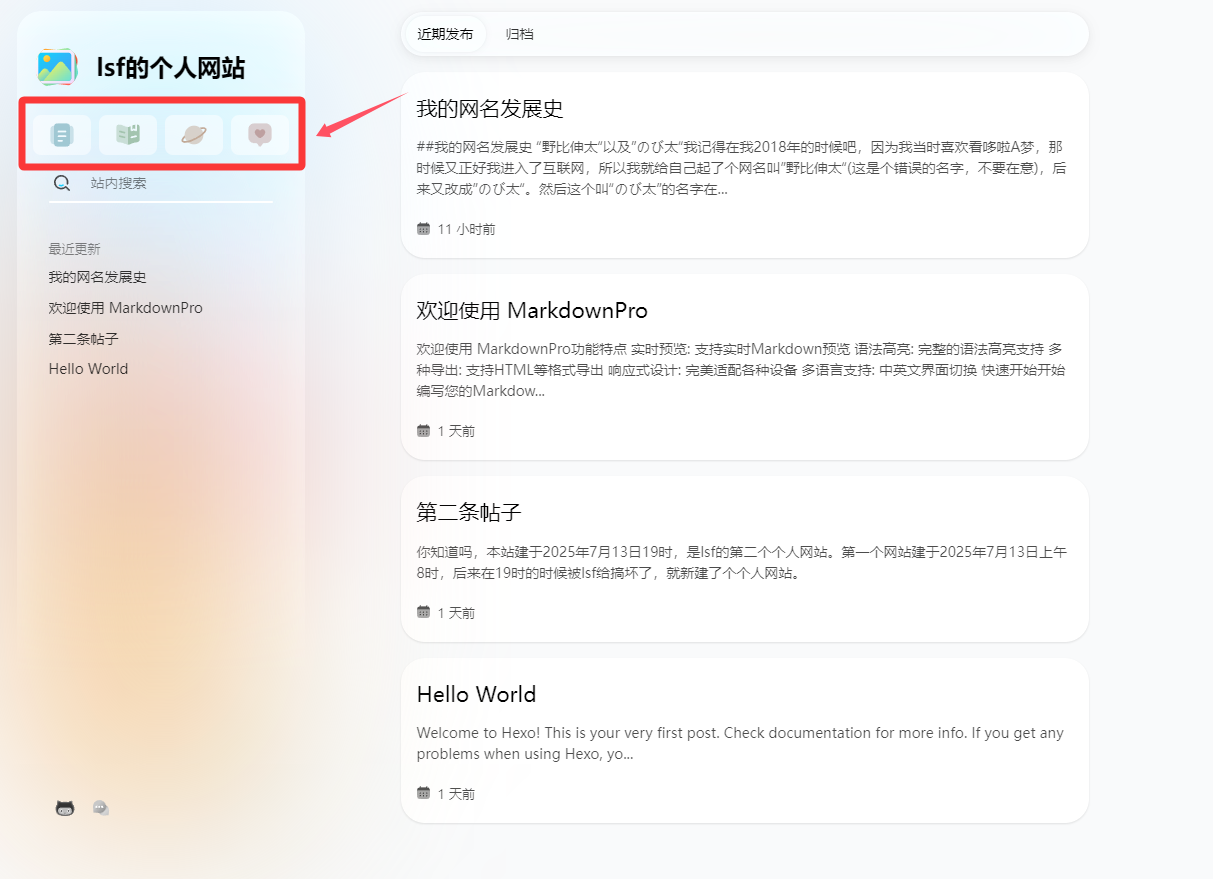 lsf的个人网站
站内搜索
最近更新
我的网名发展史
欢迎使用 MarkdownPro
第二条帖子
Hello World
近期发布
归档
我的网名发展史
##我的网名发展史 “野比伸太“以及”のび太“我记得在我2018年的时候吧，因为我当时喜欢看哆啦A梦，那
时候又正好我进入了互联网，所以我就给自己起了个网名叫”野比伸太“(这是个错误的名字，不要在意)，后
来又改成”のび太“。然后这个叫“のび太”的名字在...
11 小时前
欢迎使用 MarkdownPro
欢迎使用 MarkdownPro功能特点 实时预览: 支持实时Markdown预览 语法高亮: 完整的语法高亮支持 多
种导出: 支持HTML等格式导出 响应式设计: 完美适配各种设备 多语言支持: 中英文界面切换 快速开始开始
编写您的Markdow...
1 天前
第二条帖子
你知道吗，本站建于2025年7月13日19时，是lsf的第二个个人网站。第一个网站建于2025年7月13日上午
8时，后来在19时的时候被lsf给搞坏了，就新建了个个人网站。
1 天前
Hello World
Welcome to Hexo! This is your very first post. Check documentation for more info. If you get any
problems when using Hexo, yo...
1 天前